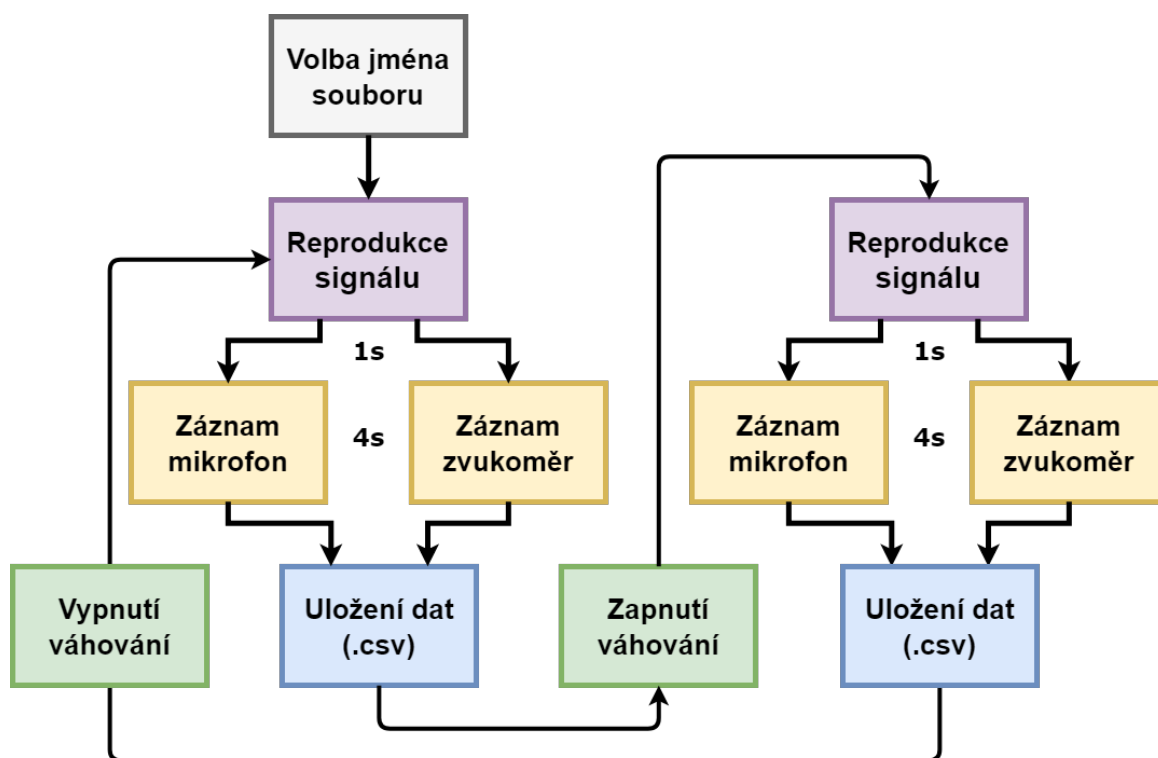 Volba jména
souboru
Reprodukce
signálu
Reprodukce
signálu
1s
1s
Záznam
mikrofon
4s
Záznam
zvukoměr
Záznam
mikrofon
4s
Záznam
zvukoměr
Vypnutí
váhování
Uložení dat
(.csv)
Zapnutí
váhování
Uložení dat
(.csv)